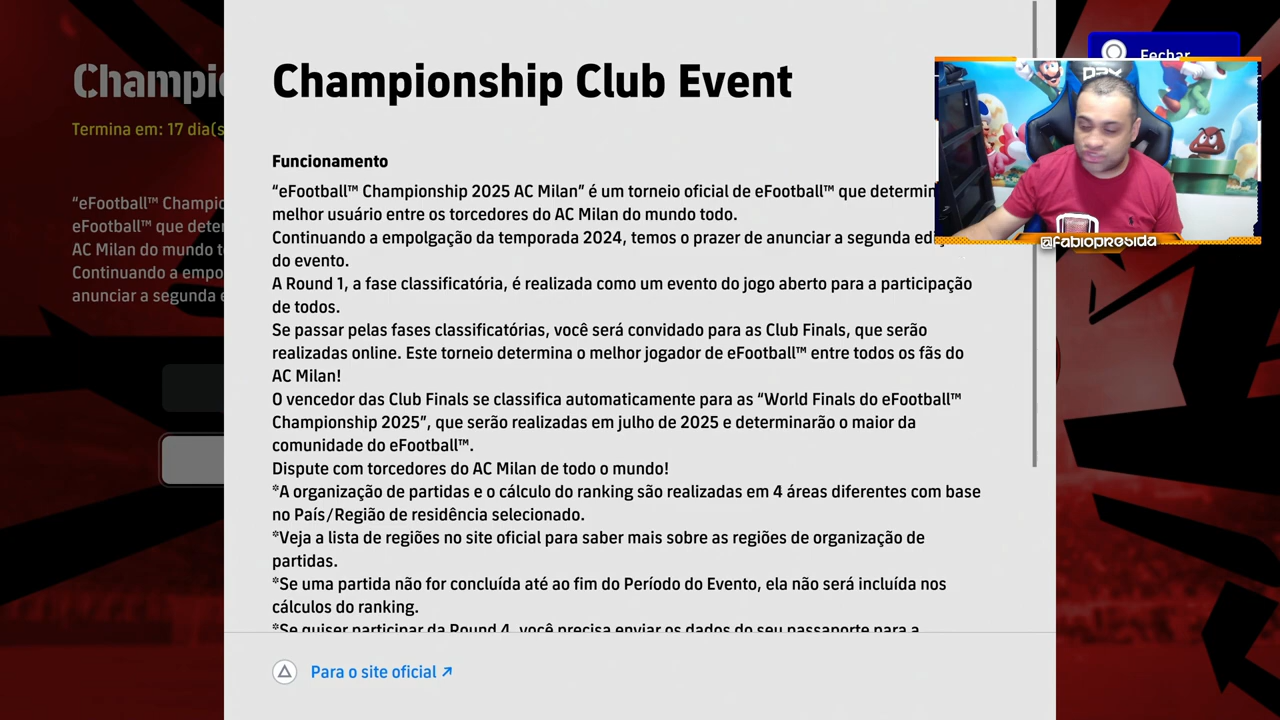 Championship Club Event
Fechar
Champi
Termina em: 17 dia(s
Funcionamento
“eFootball™ Championship 2025 AC Milan” é um torneio oficial de eFootball™ que determin
melhor usuário entre os torcedores do AC Milan do mundo todo.
Continuando a empolgação da temporada 2024, temos o prazer de anunciar a segunda edi
do evento.
A Round 1, a fase classificatória, é realizada como um evento do jogo aberto para a participação
de todos.
Se passar pelas fases classificatórias, você será convidado para as Club Finals, que serão
realizadas online. Este torneio determina o melhor jogador de eFootball™ entre todos os fãs do
AC Milan!
O vencedor das Club Finals se classifica automaticamente para as “World Finals do eFootball™
Championship 2025”, que serão realizadas em julho de 2025 e determinarão o maior da
comunidade do eFootball™.
Dispute com torcedores do AC Milan de todo o mundo!
*A organização de partidas e o cálculo do ranking são realizadas em 4 áreas diferentes com base
no País/Região de residência selecionado.
*Veja a lista de regiões no site oficial para saber mais sobre as regiões de organização de
partidas.
*Se uma partida não for concluída até ao fim do Período do Evento, ela não será incluída nos
cálculos do ranking.
*Se quiser participar da Round 4, você precisa enviar os dados do seu passaporte para a
“eFootball™ Champio
eFootball™ que deter
AC Milan do mundo t
Continuando a empo
anunciar a segunda e
@fabiopresida
Para o site oficial ↗